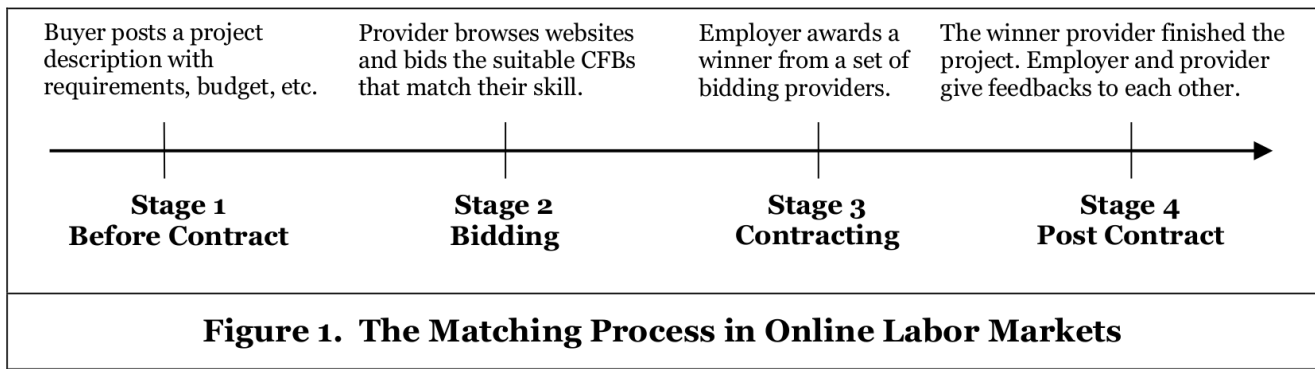 Buyer posts a project
description with
requirements, budget, etc.
Provider browses websites
and bids the suitable CFBs
that match their skill.
Employer awards a
winner from a set of
bidding providers.
The winner provider finished the
project. Employer and provider
give feedbacks to each other.
Stage 1
Before Contract
Stage 2
Bidding
Stage 3
Contracting
Stage 4
Post Contract
Figure 1. The Matching Process in Online Labor Markets